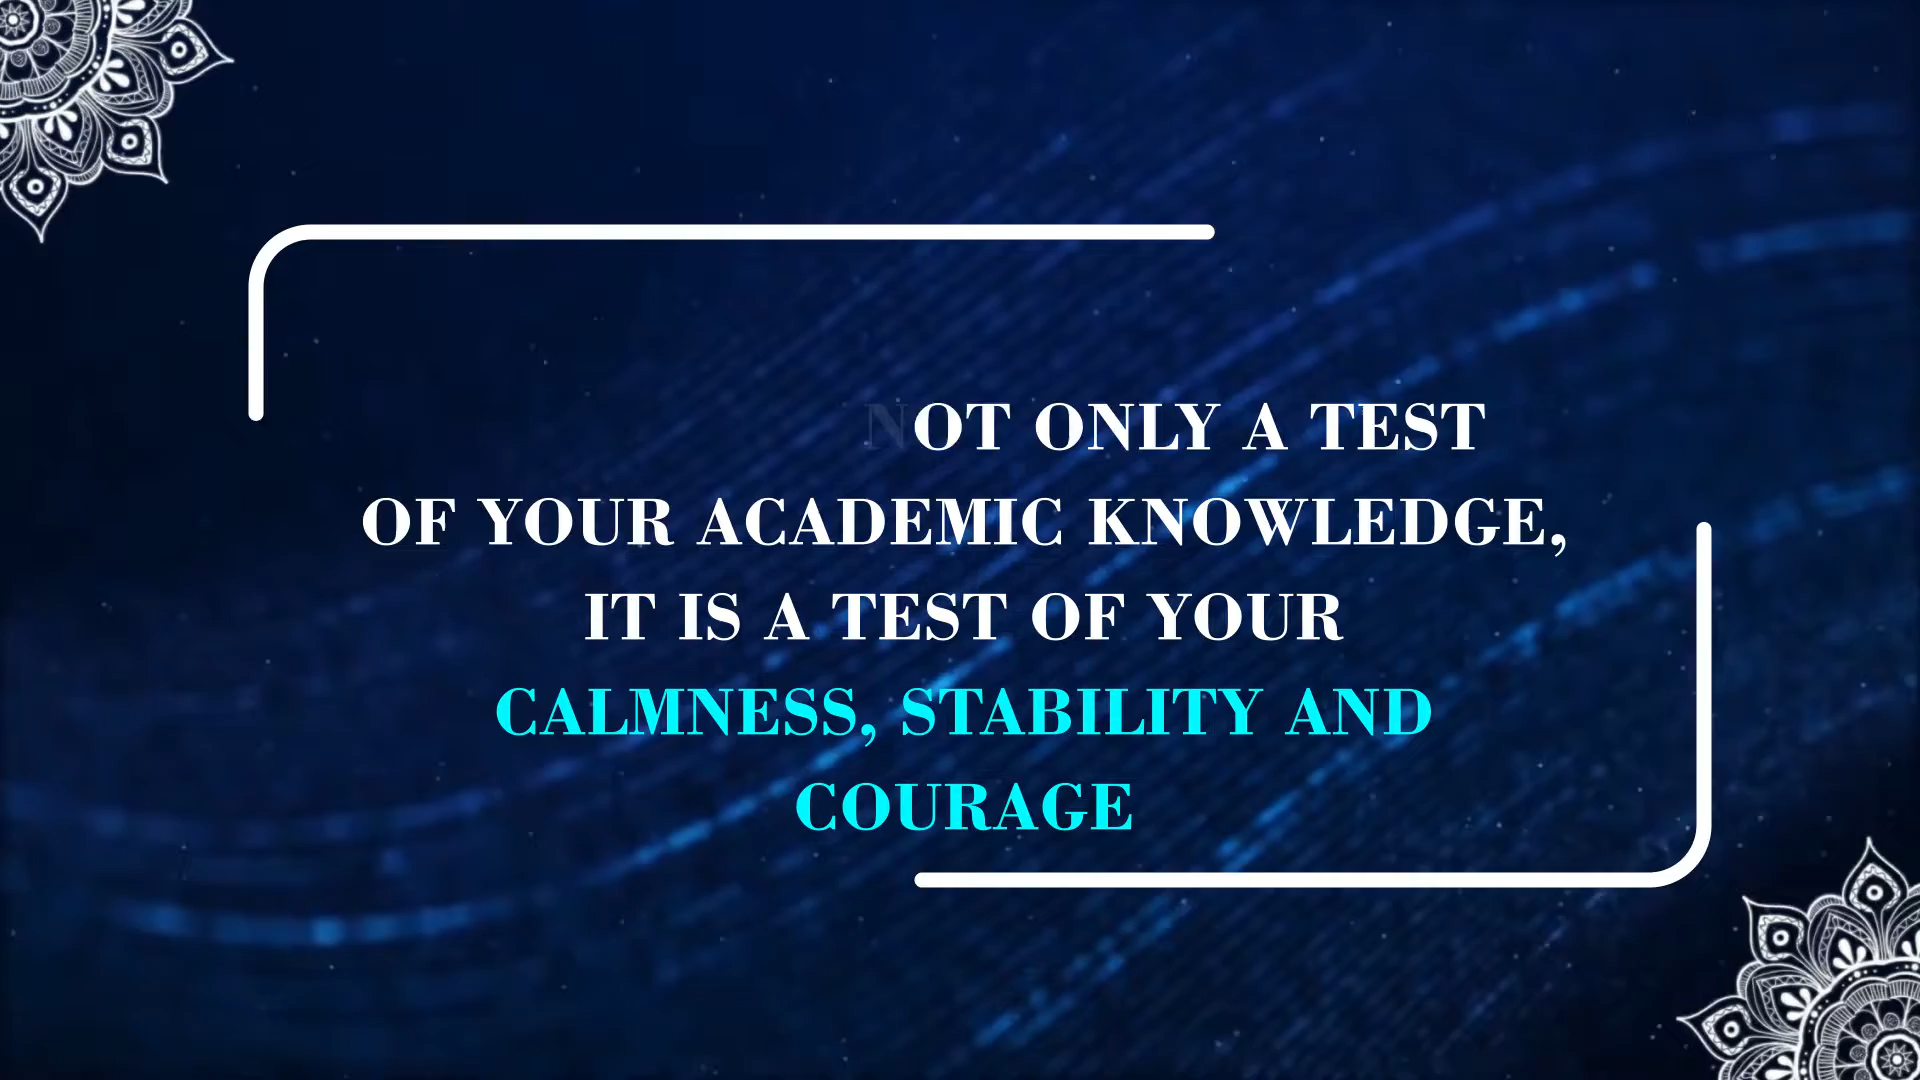 NOT ONLY A TEST
OF YOUR ACADEMIC KNOWLEDGE,
IT IS A TEST OF YOUR
CALMNESS, STABILITY AND
COURAGE